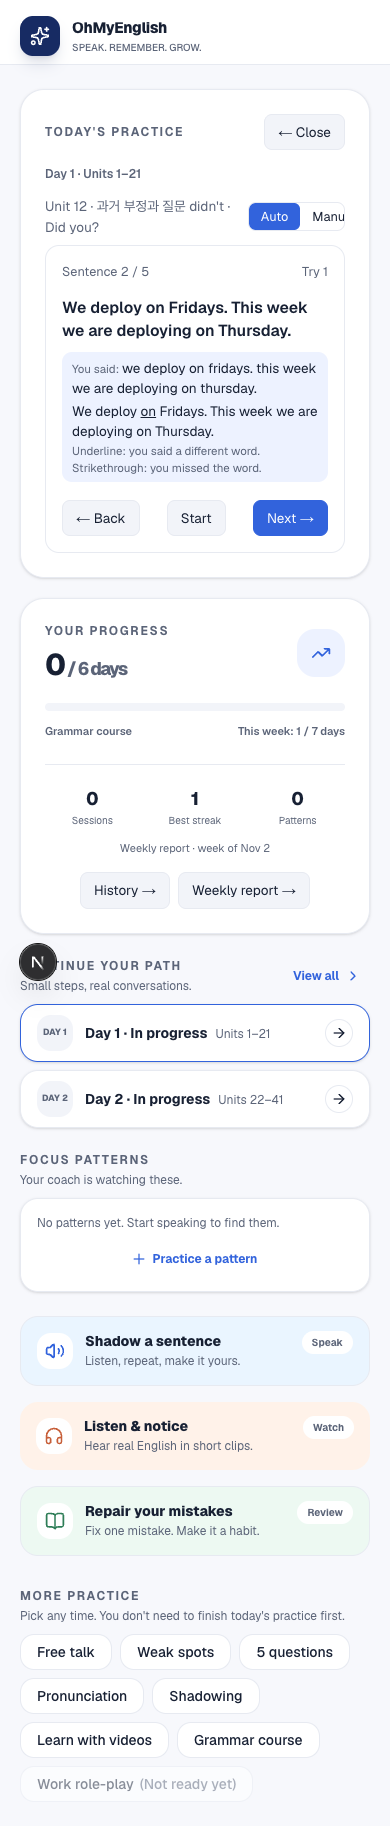 OhMyEnglish
SPEAK. REMEMBER. GROW.
TODAY'S PRACTICE
← Close
Day 1 · Units 1–21
Unit 12 · 과거 부정과 질문 didn't ·
Did you?
Auto
Manu
Sentence 2 / 5
Try 1
We deploy on Fridays. This week
we are deploying on Thursday.
You said: we deploy on fridays. this week
we are deploying on thursday.
We deploy on Fridays. This week we are
deploying on Thursday.
Underline: you said a different word.
Strikethrough: you missed the word.
← Back
Start
Next →
YOUR PROGRESS
0 / 6 days
Grammar course
This week: 1 / 7 days
0
Sessions
1
Best streak
0
Patterns
Weekly report · week of Nov 2
History →
Weekly report →
N
TINUE YOUR PATH
Small steps, real conversations.
View all
DAY 1
Day 1 · In progress Units 1–21
DAY 2
Day 2 · In progress Units 22–41
FOCUS PATTERNS
Your coach is watching these.
No patterns yet. Start speaking to find them.
+ Practice a pattern
Shadow a sentence
Listen, repeat, make it yours.
Speak
Listen & notice
Hear real English in short clips.
Watch
Repair your mistakes
Fix one mistake. Make it a habit.
Review
MORE PRACTICE
Pick any time. You don't need to finish today's practice first.
Free talk
Weak spots
5 questions
Pronunciation
Shadowing
Learn with videos
Grammar course
Work role-play (Not ready yet)